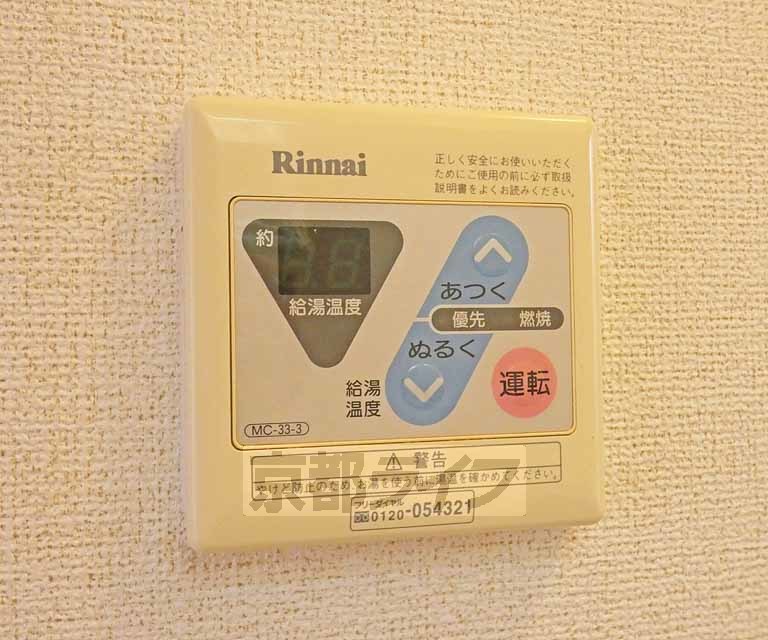 Rinnai
正しく安全にお使いいただく
ためにご使用の前に必ず取扱
説明書をよくお読みください。
約
給湯温度
あつく
優先 燃焼
ぬるく
給湯
温度
運転
MC-33-3
警告
やけど防止のため、お湯を使う前に湯温を確かめてください。
フリーダイヤル
0120-054321
京都ライフ